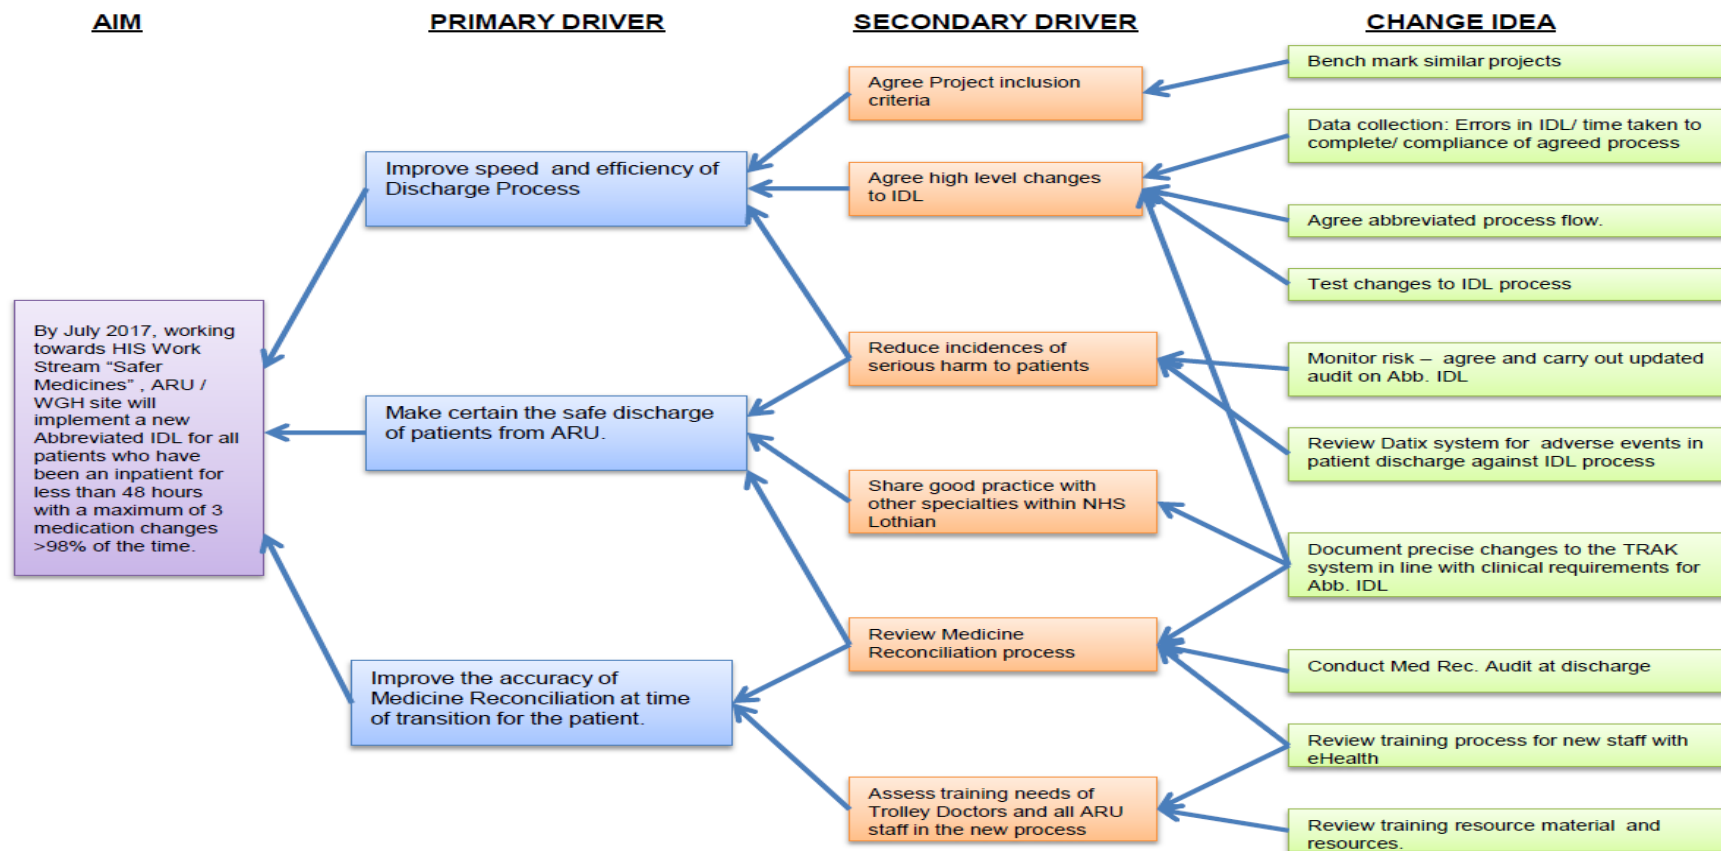 AIM
PRIMARY DRIVER
SECONDARY DRIVER
CHANGE IDEA
By July 2017, working
towards HIS Work
Stream “Safer
Medicines” , ARU /
WGH site will
implement a new
Abbreviated IDL for all
patients who have
been an inpatient for
less than 48 hours
with a maximum of 3
medication changes
>98% of the time.
Improve speed and efficiency of
Discharge Process
Make certain the safe discharge
of patients from ARU.
Improve the accuracy of
Medicine Reconciliation at time
of transition for the patient.
Agree Project inclusion
criteria
Agree high level changes
to IDL
Reduce incidences of
serious harm to patients
Share good practice with
other specialties within NHS
Lothian
Review Medicine
Reconciliation process
Assess training needs of
Trolley Doctors and all ARU
staff in the new process
Bench mark similar projects
Data collection: Errors in IDL/ time taken to
complete/ compliance of agreed process
Agree abbreviated process flow.
Test changes to IDL process
Monitor risk – agree and carry out updated
audit on Abb. IDL
Review Datix system for adverse events in
patient discharge against IDL process
Document precise changes to the TRAK
system in line with clinical requirements for
Abb. IDL
Conduct Med Rec. Audit at discharge
Review training process for new staff with
eHealth
Review training resource material and
resources.